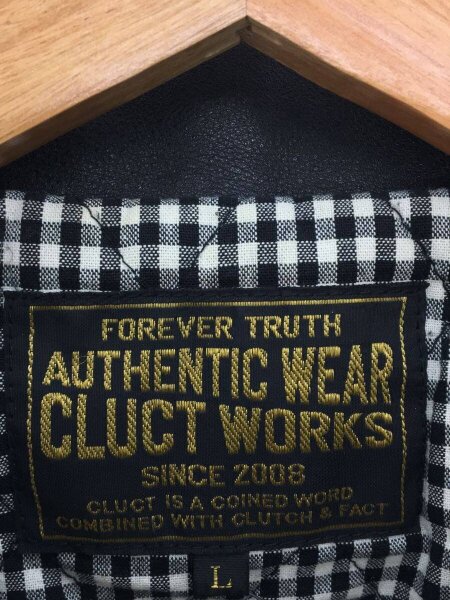 FOREVER TRUTH
AUTHENTIC WEAR
CLUCT WORKS
SINCE 2008
CLUCT IS A COINED WORD
COMBINED WITH CLUTCH & FACT
L